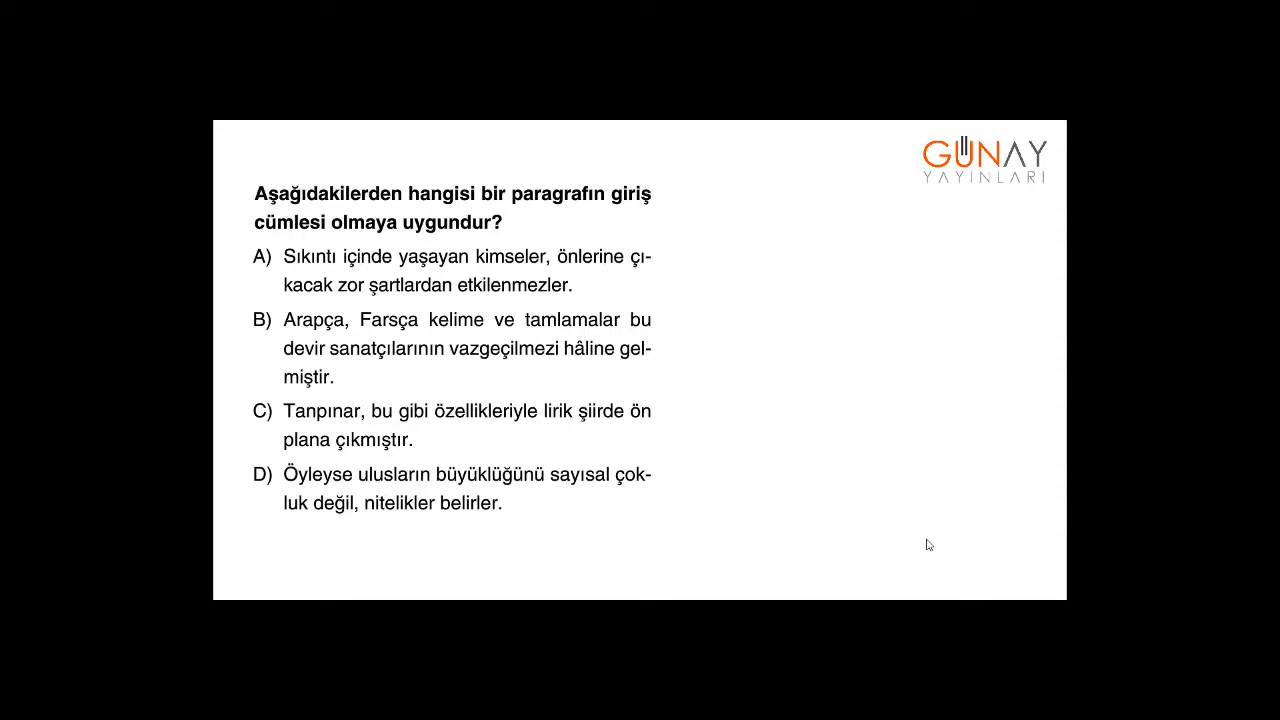 GÜNAY
YAYINLARI
Aşağıdakilerden hangisi bir paragrafın giriş
cümlesi olmaya uygundur?
A) Sıkıntı içinde yaşayan kimseler, önlerine çı-
kacak zor şartlardan etkilenmezler.
B) Arapça, Farsça kelime ve tamlamalar bu
devir sanatçılarının vazgeçilmezi hâline gel-
miştir.
C) Tanpınar, bu gibi özellikleriyle lirik şiirde ön
plana çıkmıştır.
D) Öyleyse ulusların büyüklüğünü sayısal çok-
luk değil, nitelikler belirler.